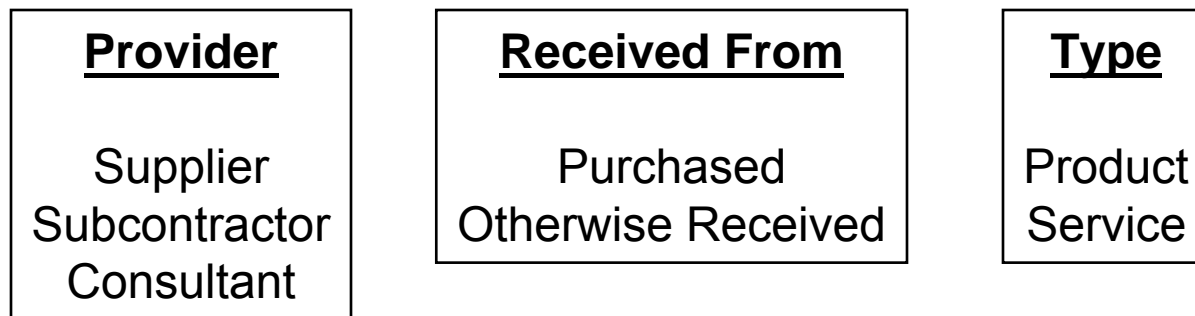 Provider
Supplier
Subcontractor
Consultant
Received From
Purchased
Otherwise Received
Type
Product
Service